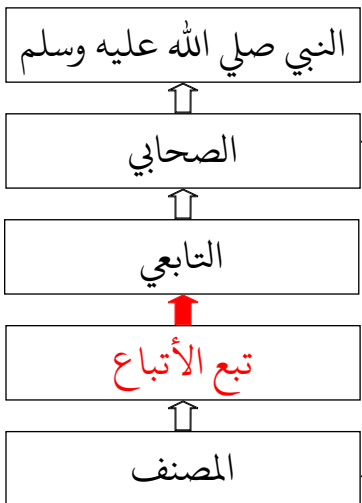 النبي صلي الله عليه وسلم
الصحابي
التابعي
تبع الأتباع
المصنف